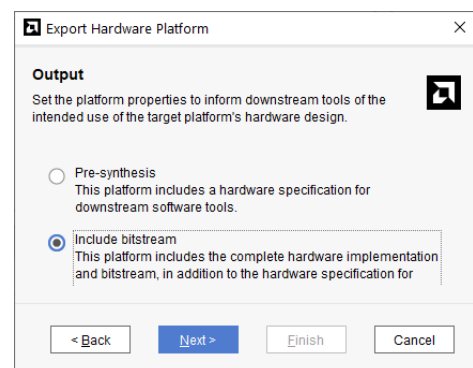 Export Hardware Platform
Output
Set the platform properties to inform downstream tools of the
intended use of the target platform's hardware design.
Pre-synthesis
This platform includes a hardware specification for
downstream software tools.
Include bitstream
This platform includes the complete hardware implementation
and bitstream, in addition to the hardware specification for
< Back
Next >
Finish
Cancel